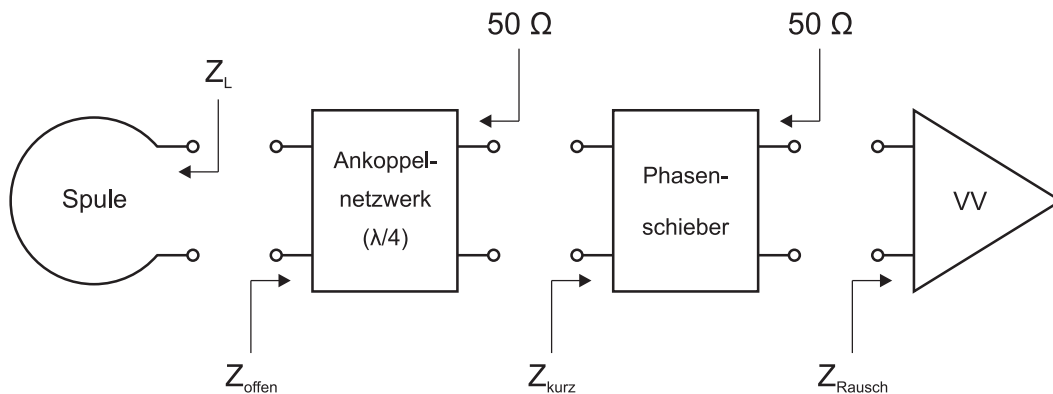 50 Ω
50 Ω
Z_L
Spule
Ankoppel-
netzwerk
(λ/4)
Phasen-
schieber
VV
Z_offen
Z_kurz
Z_Rausch